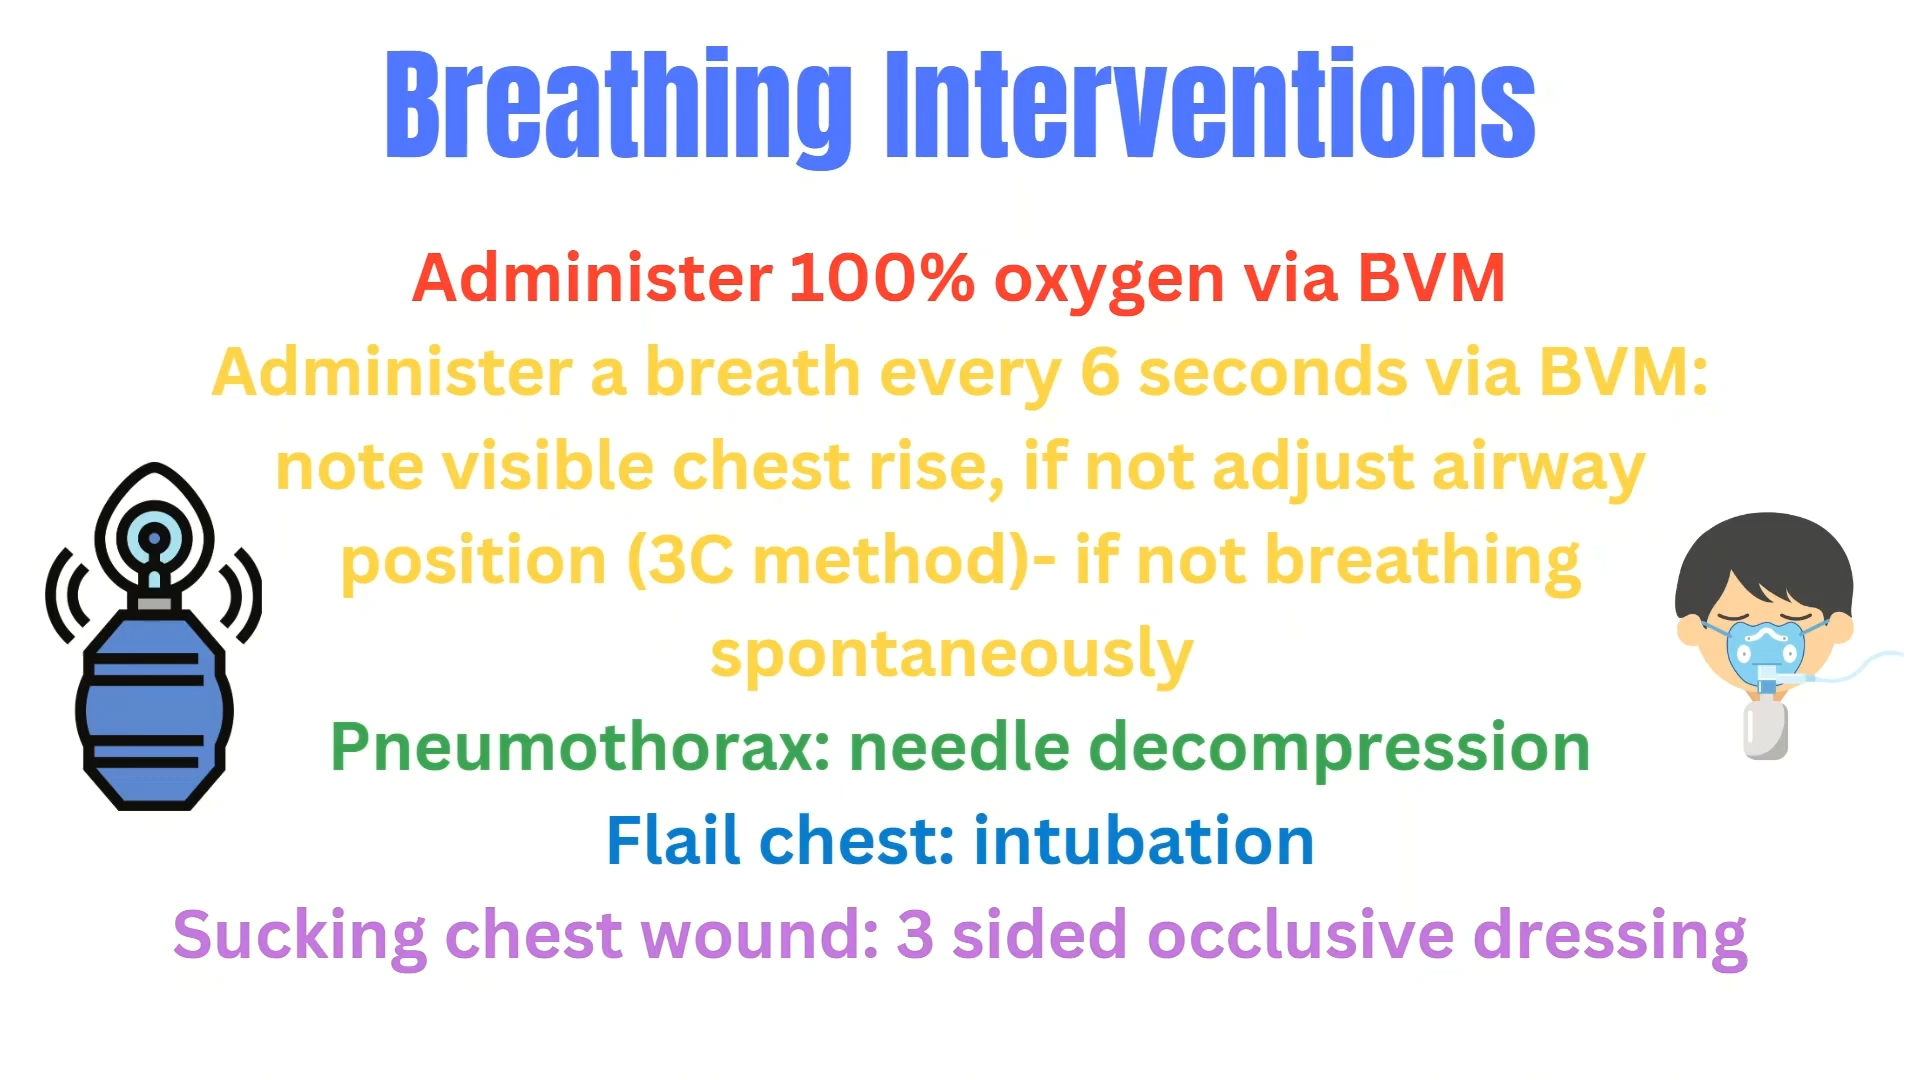 Breathing Interventions
Administer 100% oxygen via BVM
Administer a breath every 6 seconds via BVM:
note visible chest rise, if not adjust airway
position (3C method)- if not breathing
spontaneously
Pneumothorax: needle decompression
Flail chest: intubation
Sucking chest wound: 3 sided occlusive dressing